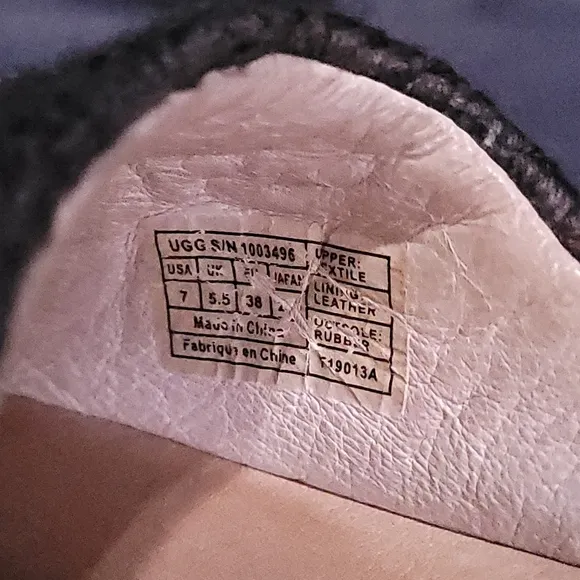 UGG S/N 1003496
USA UK EU JAPAN
7 5.5 38
Made in China
Fabriqué en Chine
UPPER:
TEXTILE
LINING:
LEATHER
OUTSOLE:
RUBBER
F19013A